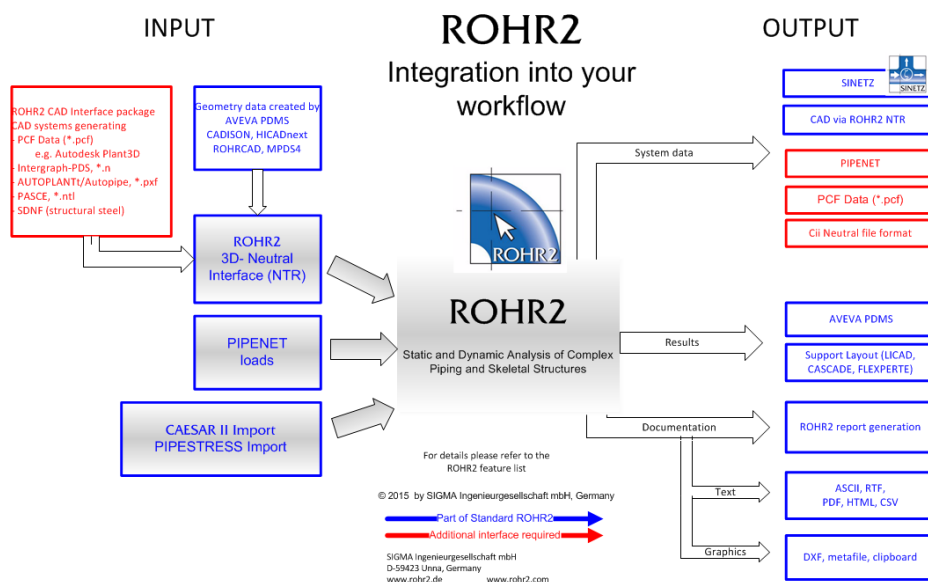 INPUT
ROHR2
Integration into your
workflow
OUTPUT
ROHR2 CAD Interface package
CAD systems generating
- PCF Data (*.pcf)
e.g. Autodesk Plant3D
- Intergraph-PDS, *.n
- AUTOPLANTt/Autopipe, *.pxf
- PASCE, *.ntl
- SDNF (structural steel)
Geometry data created by
AVEVA PDMS
CADISON, HICADnext
ROHRCAD, MPDS4
ROHR2
3D- Neutral
Interface (NTR)
PIPENET
loads
CAESAR II Import
PIPESTRESS Import
ROHR2
ROHR2
Static and Dynamic Analysis of Complex
Piping and Skeletal Structures
For details please refer to the
ROHR2 feature list
© 2015 by SIGMA Ingenieurgesellschaft mbH, Germany
Part of Standard ROHR2
Additional interface required
SIGMA Ingenieurgesellschaft mbH
D-59423 Unna, Germany
www.rohr2.de www.rohr2.com
System data
SINETZ
SINETZ
CAD via ROHR2 NTR
PIPENET
PCF Data (*.pcf)
Cii Neutral file format
Results
AVEVA PDMS
Support Layout (LICAD,
CASCADE, FLEXPERTE)
Documentation
ROHR2 report generation
Text
ASCII, RTF,
PDF, HTML, CSV
Graphics
DXF, metafile, clipboard